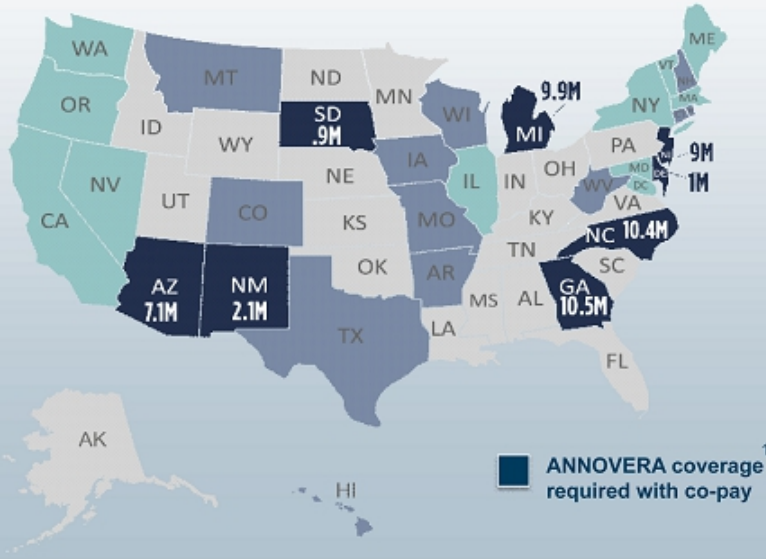 WA
MT
ND
MN
ME
VT
NH
MA
OR
ID
SD
.9M
WI
MI
9.9M
NY
WY
IA
PA
NJ
9M
NE
IL
IN
OH
MD
DE
1M
NV
UT
CO
WV
DC
VA
CA
KS
MO
KY
NC 10.4M
AZ
7.1M
NM
2.1M
OK
AR
TN
SC
GA
10.5M
MS
AL
TX
LA
FL
AK
HI
ANNOVERA coverage 1
required with co-pay